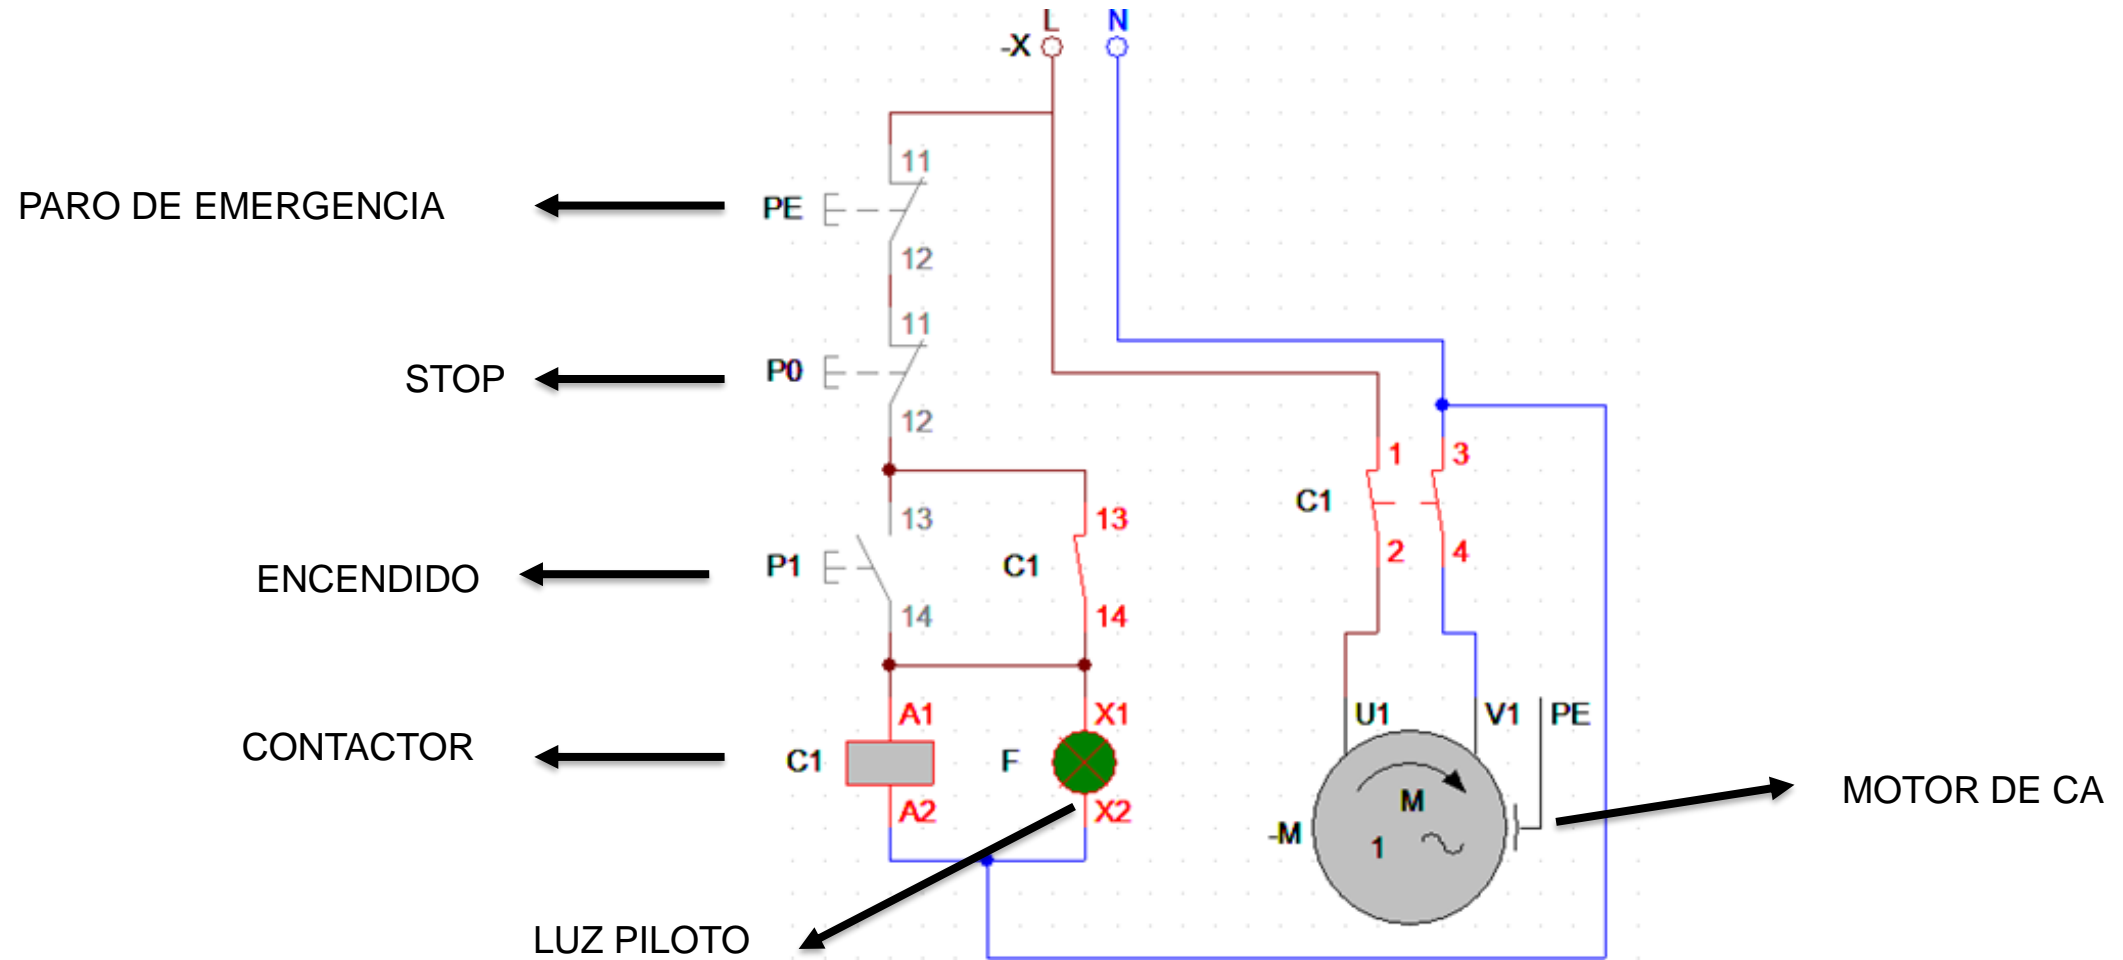 L N
-X
11
PARO DE EMERGENCIA
PE
12
11
STOP
P0
12
1 3
C1
13 13
2 4
ENCENDIDO
P1 C1
14 14
A1 X1 U1 V1 PE
CONTACTOR
C1 F
MOTOR DE CA
M
A2 X2
-M
1
LUZ PILOTO